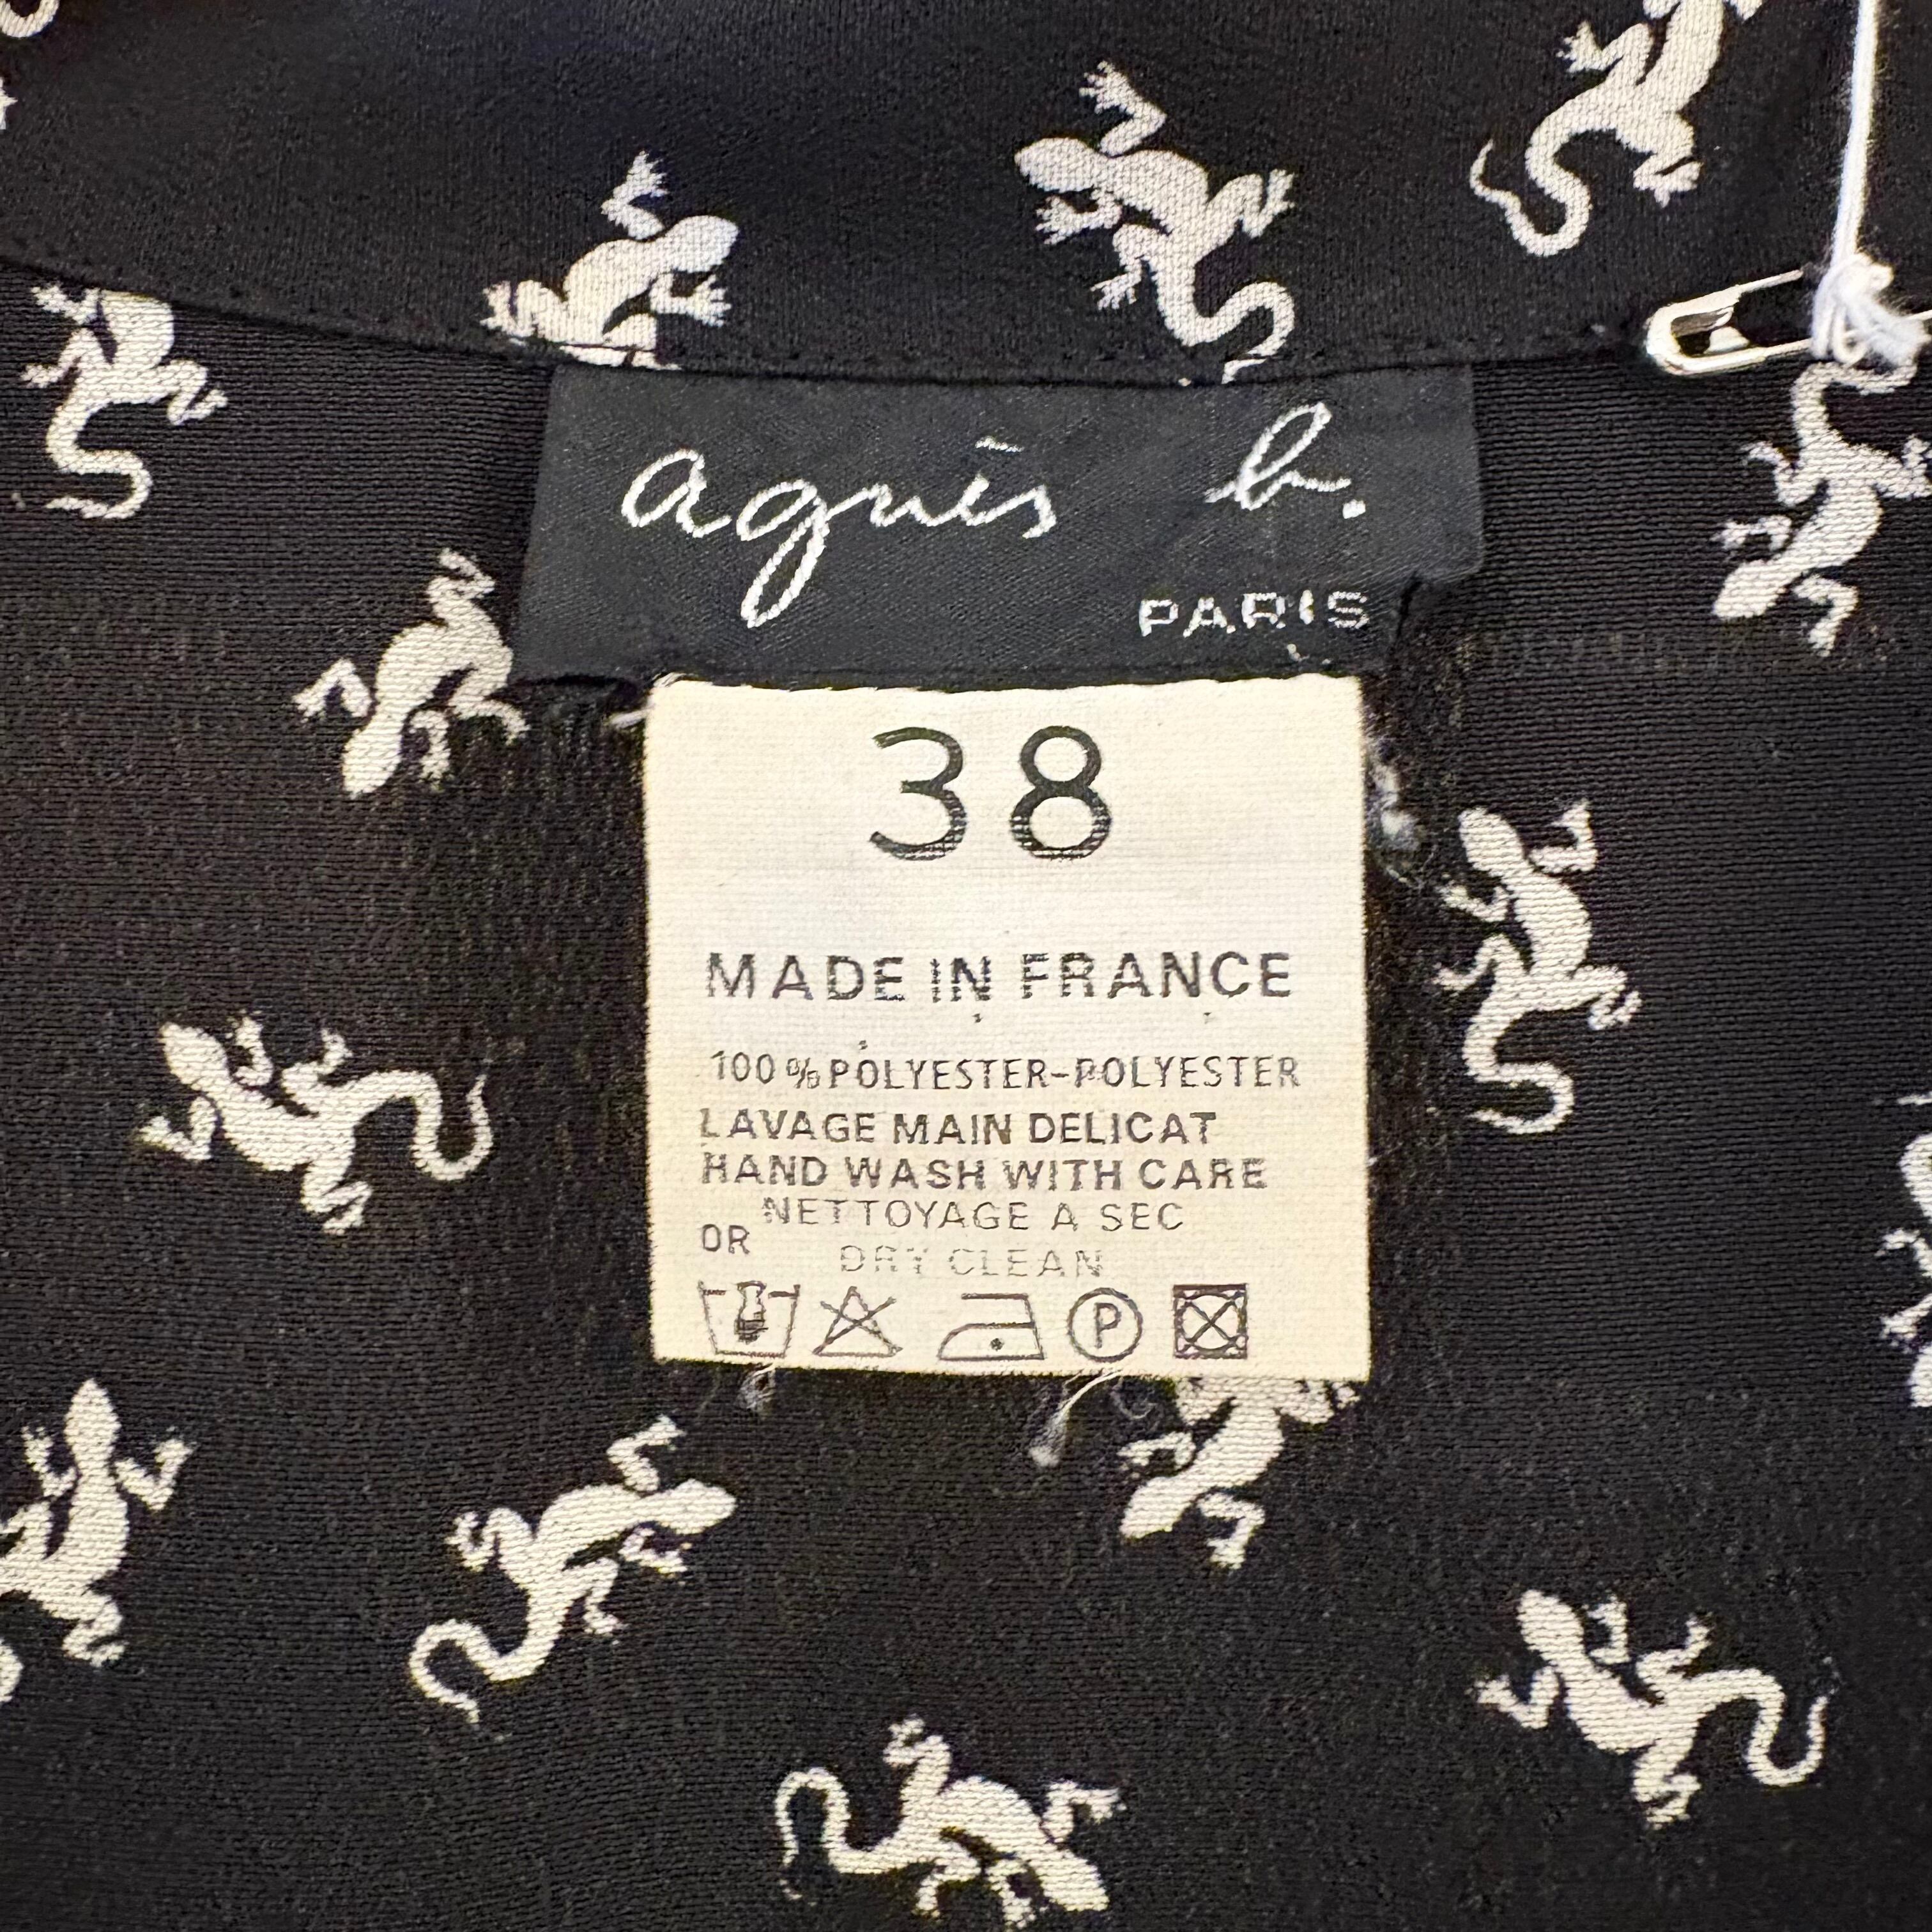 agnès b.
PARIS
38
MADE IN FRANCE
100% POLYESTER-POLYESTER
LAVAGE MAIN DELICAT
HAND WASH WITH CARE
NETTOYAGE A SEC
OR
DRY CLEAN
P